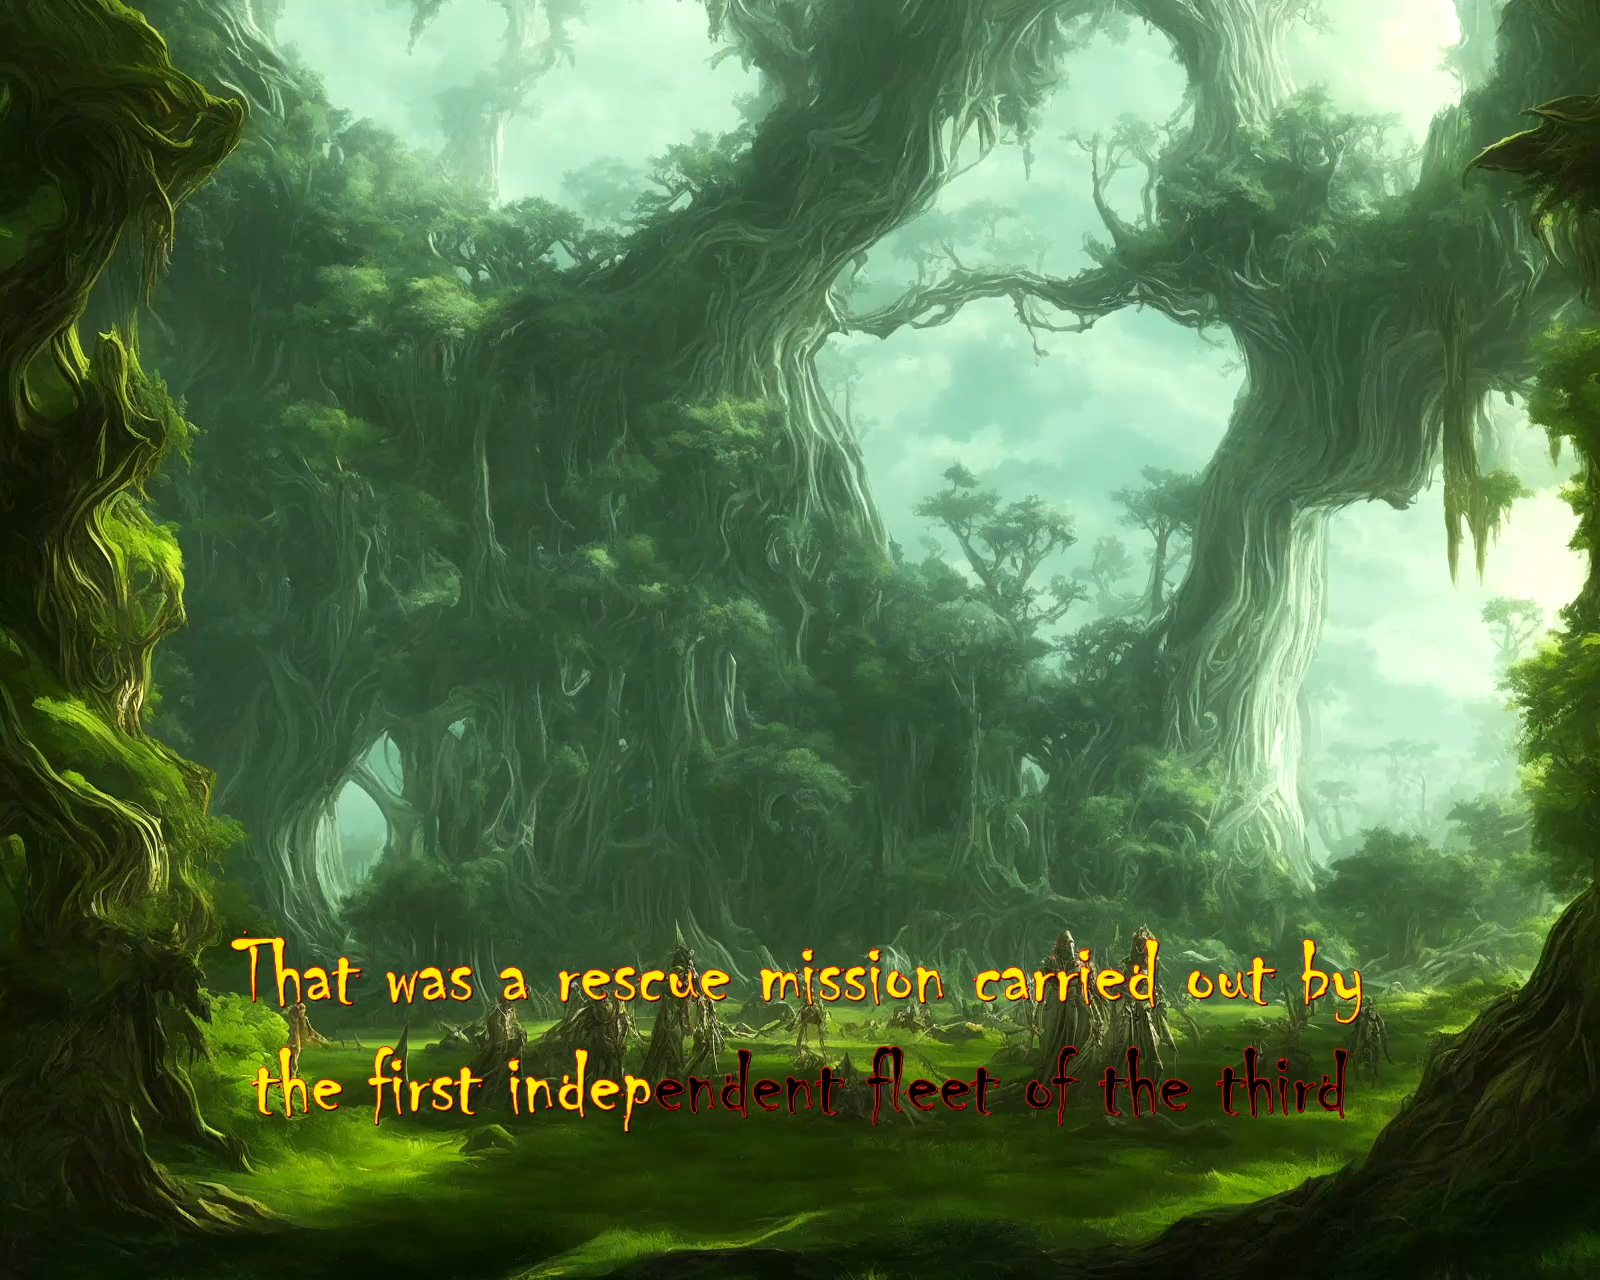 That was a rescue mission carried out by
the first independent fleet of the third